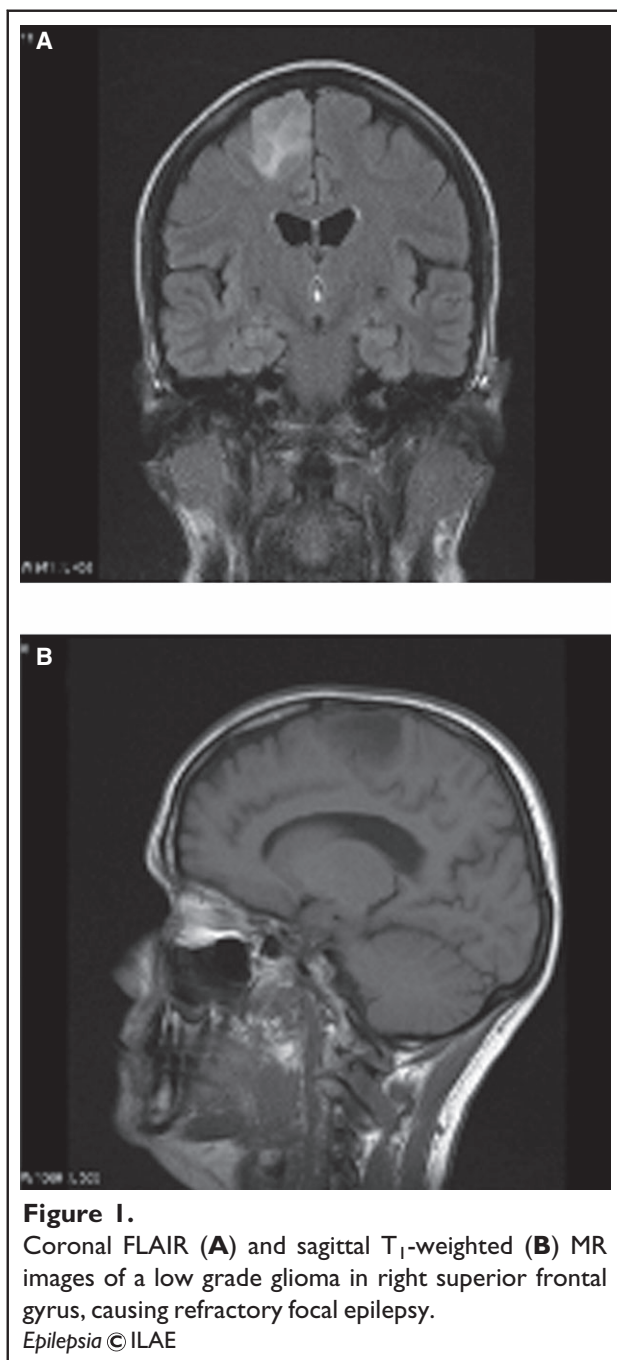 A
B
Figure 1.
Coronal FLAIR (A) and sagittal T₁-weighted (B) MR
images of a low grade glioma in right superior frontal
gyrus, causing refractory focal epilepsy.
Epilepsia © ILAE